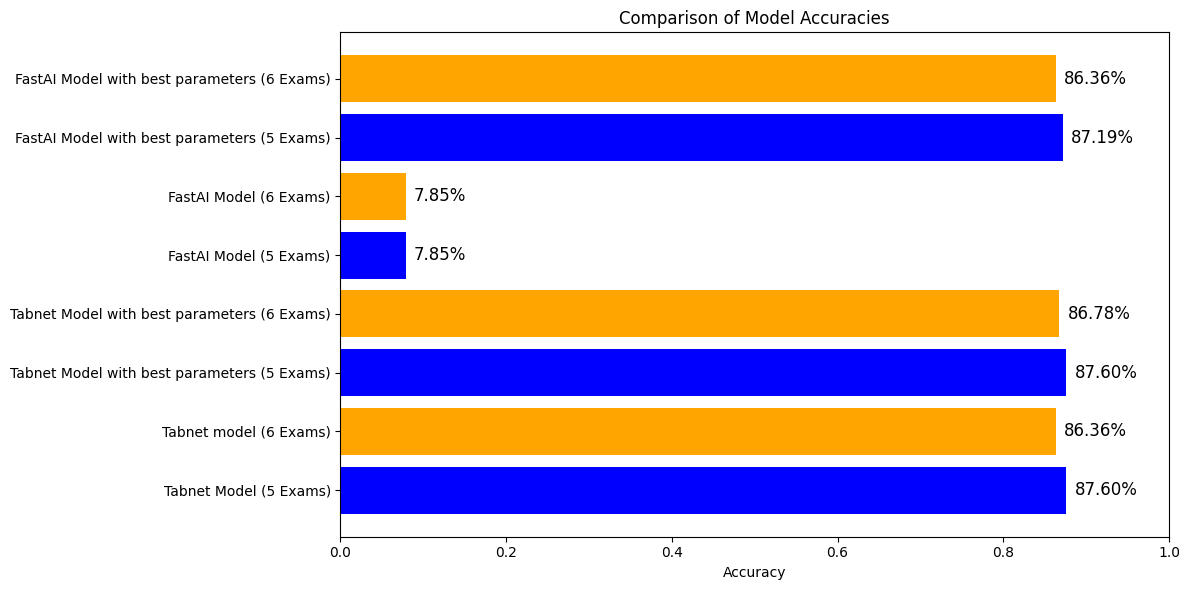 Comparison of Model Accuracies
FastAI Model with best parameters (6 Exams)
86.36%
FastAI Model with best parameters (5 Exams)
87.19%
FastAI Model (6 Exams)
7.85%
FastAI Model (5 Exams)
7.85%
Tabnet Model with best parameters (6 Exams)
86.78%
Tabnet Model with best parameters (5 Exams)
87.60%
Tabnet model (6 Exams)
86.36%
Tabnet Model (5 Exams)
87.60%
0.0 0.2 0.4 0.6 0.8 1.0
Accuracy